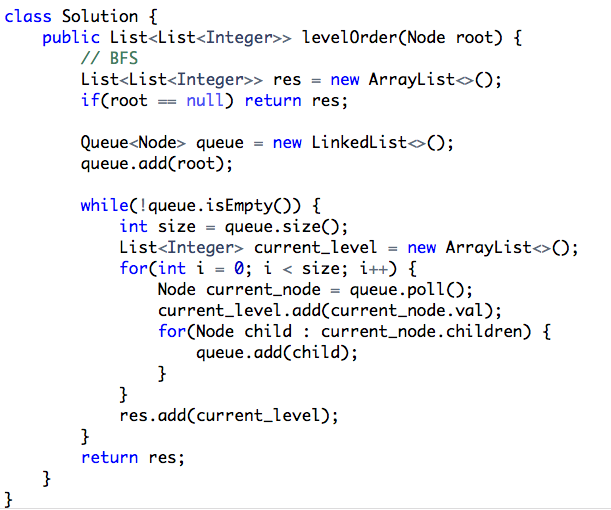 class Solution {
    public List<List<Integer>> levelOrder(Node root) {
        // BFS
        List<List<Integer>> res = new ArrayList<>();
        if(root == null) return res;

        Queue<Node> queue = new LinkedList<>();
        queue.add(root);

        while(!queue.isEmpty()) {
            int size = queue.size();
            List<Integer> current_level = new ArrayList<>();
            for(int i = 0; i < size; i++) {
                Node current_node = queue.poll();
                current_level.add(current_node.val);
                for(Node child : current_node.children) {
                    queue.add(child);
                }
            }
            res.add(current_level);
        }
        return res;
    }
}